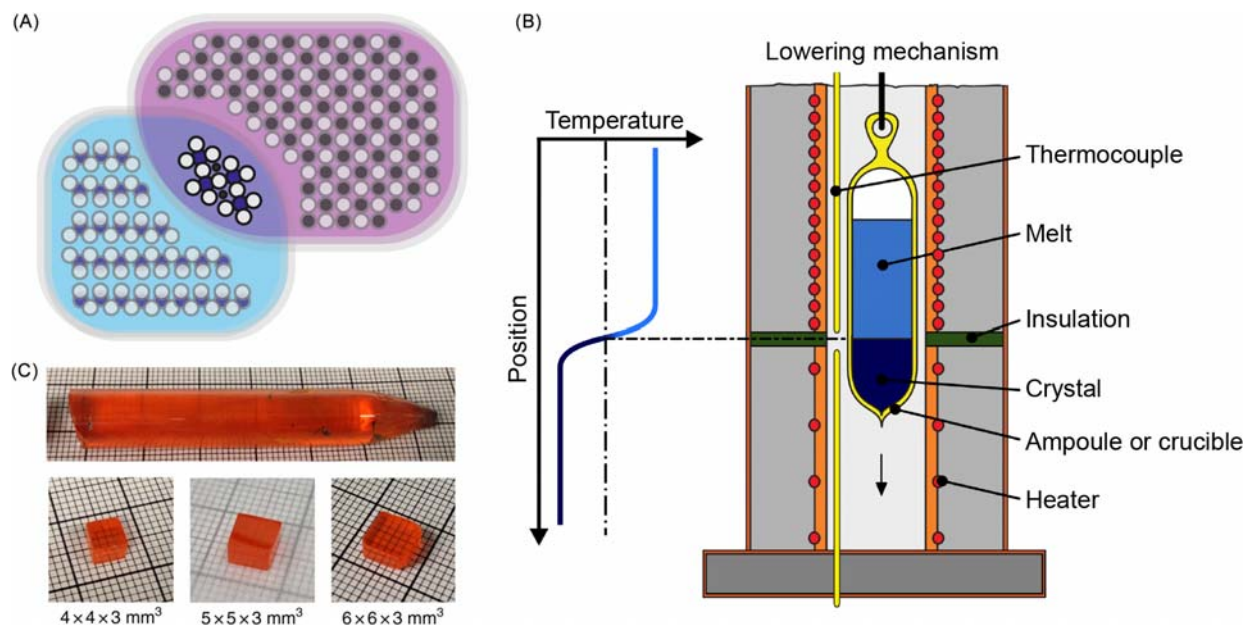 (A)
(B)
Lowering mechanism
Temperature
Position
Thermocouple
Melt
Insulation
Crystal
Ampoule or crucible
Heater
(C)
4×4×3 mm³
5×5×3 mm³
6×6×3 mm³